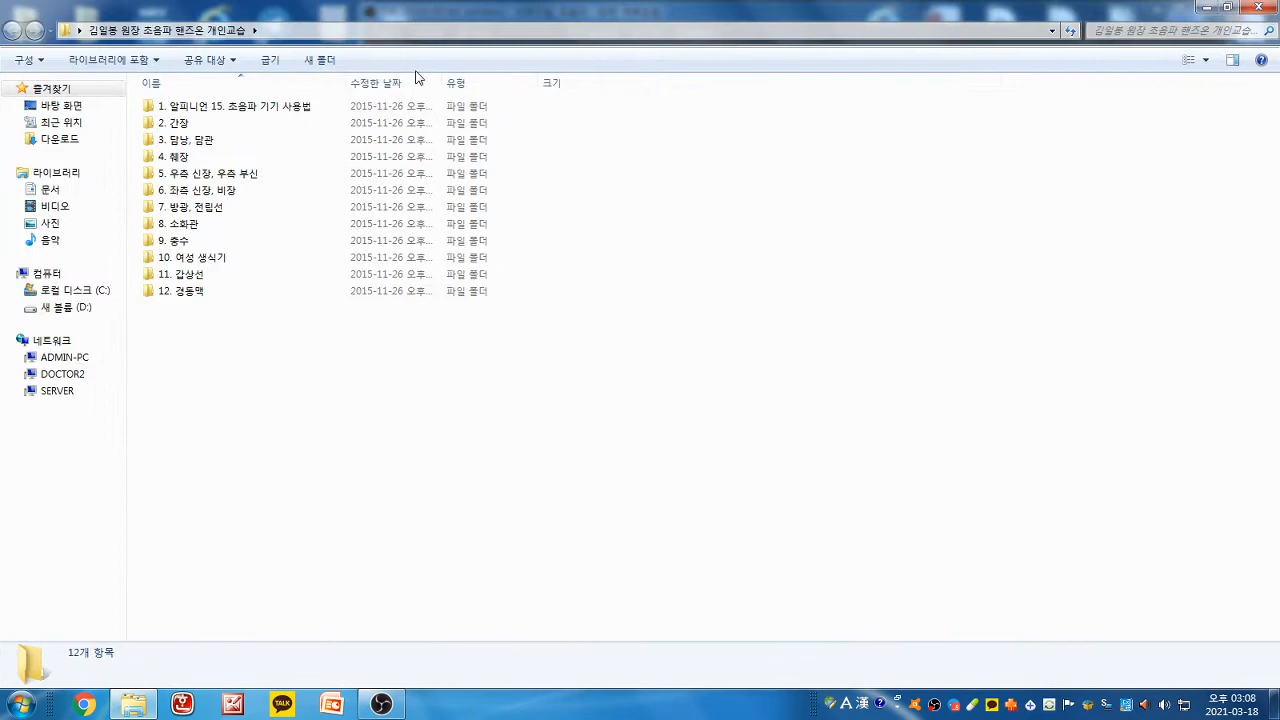 김일봉 원장 초음파 핸즈온 개인교습
김일봉 원장 초음파 핸즈온 개인교습...
구성 라이브러리에 포함 공유 대상 굽기 새 폴더
이름 수정한 날짜 유형 크기
즐겨찾기
바탕 화면
최근 위치
다운로드
라이브러리
문서
비디오
사진
음악
컴퓨터
로컬 디스크 (C:)
새 볼륨 (D:)
네트워크
ADMIN-PC
DOCTOR2
SERVER
1. 알피니언 15. 초음파 기기 사용법 2015-11-26 오후... 파일 폴더
2. 간장 2015-11-26 오후... 파일 폴더
3. 담낭, 담관 2015-11-26 오후... 파일 폴더
4. 췌장 2015-11-26 오후... 파일 폴더
5. 우측 신장, 우측 부신 2015-11-26 오후... 파일 폴더
6. 좌측 신장, 비장 2015-11-26 오후... 파일 폴더
7. 방광, 전립선 2015-11-26 오후... 파일 폴더
8. 소화관 2015-11-26 오후... 파일 폴더
9. 충수 2015-11-26 오후... 파일 폴더
10. 여성 생식기 2015-11-26 오후... 파일 폴더
11. 갑상선 2015-11-26 오후... 파일 폴더
12. 경동맥 2015-11-26 오후... 파일 폴더
12개 항목
TALK
A 漢
오후 03:08
2021-03-18